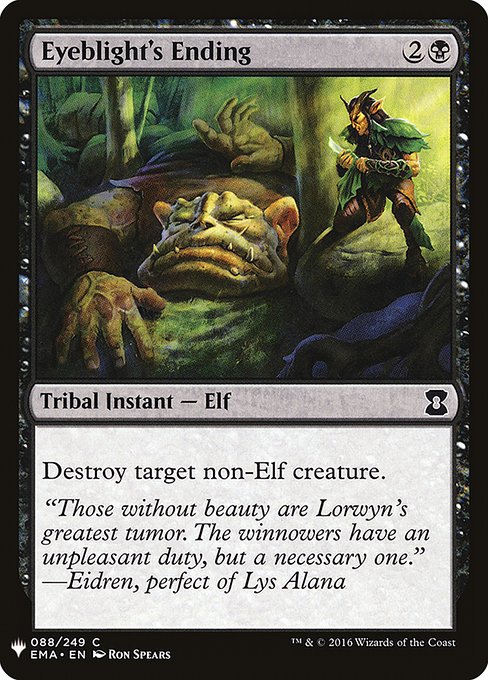 Eyeblight's Ending 2
Tribal Instant — Elf
Destroy target non-Elf creature.
“Those without beauty are Lorwyn's
greatest tumor. The winnowers have an
unpleasant duty, but a necessary one.”
—Eidren, perfect of Lys Alana
088/249 C
EMA • EN Ron Spears
™ & © 2016 Wizards of the Coast